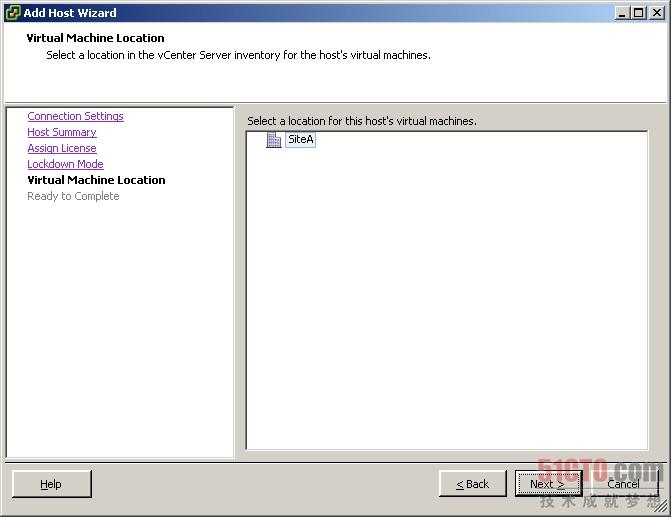 Add Host Wizard
Virtual Machine Location
Select a location in the vCenter Server inventory for the host's virtual machines.
Connection Settings
Host Summary
Assign License
Lockdown Mode
Virtual Machine Location
Ready to Complete
Select a location for this host's virtual machines.
SiteA
Help
< Back
Next >
Cancel
51CTO.com
技术成就梦想